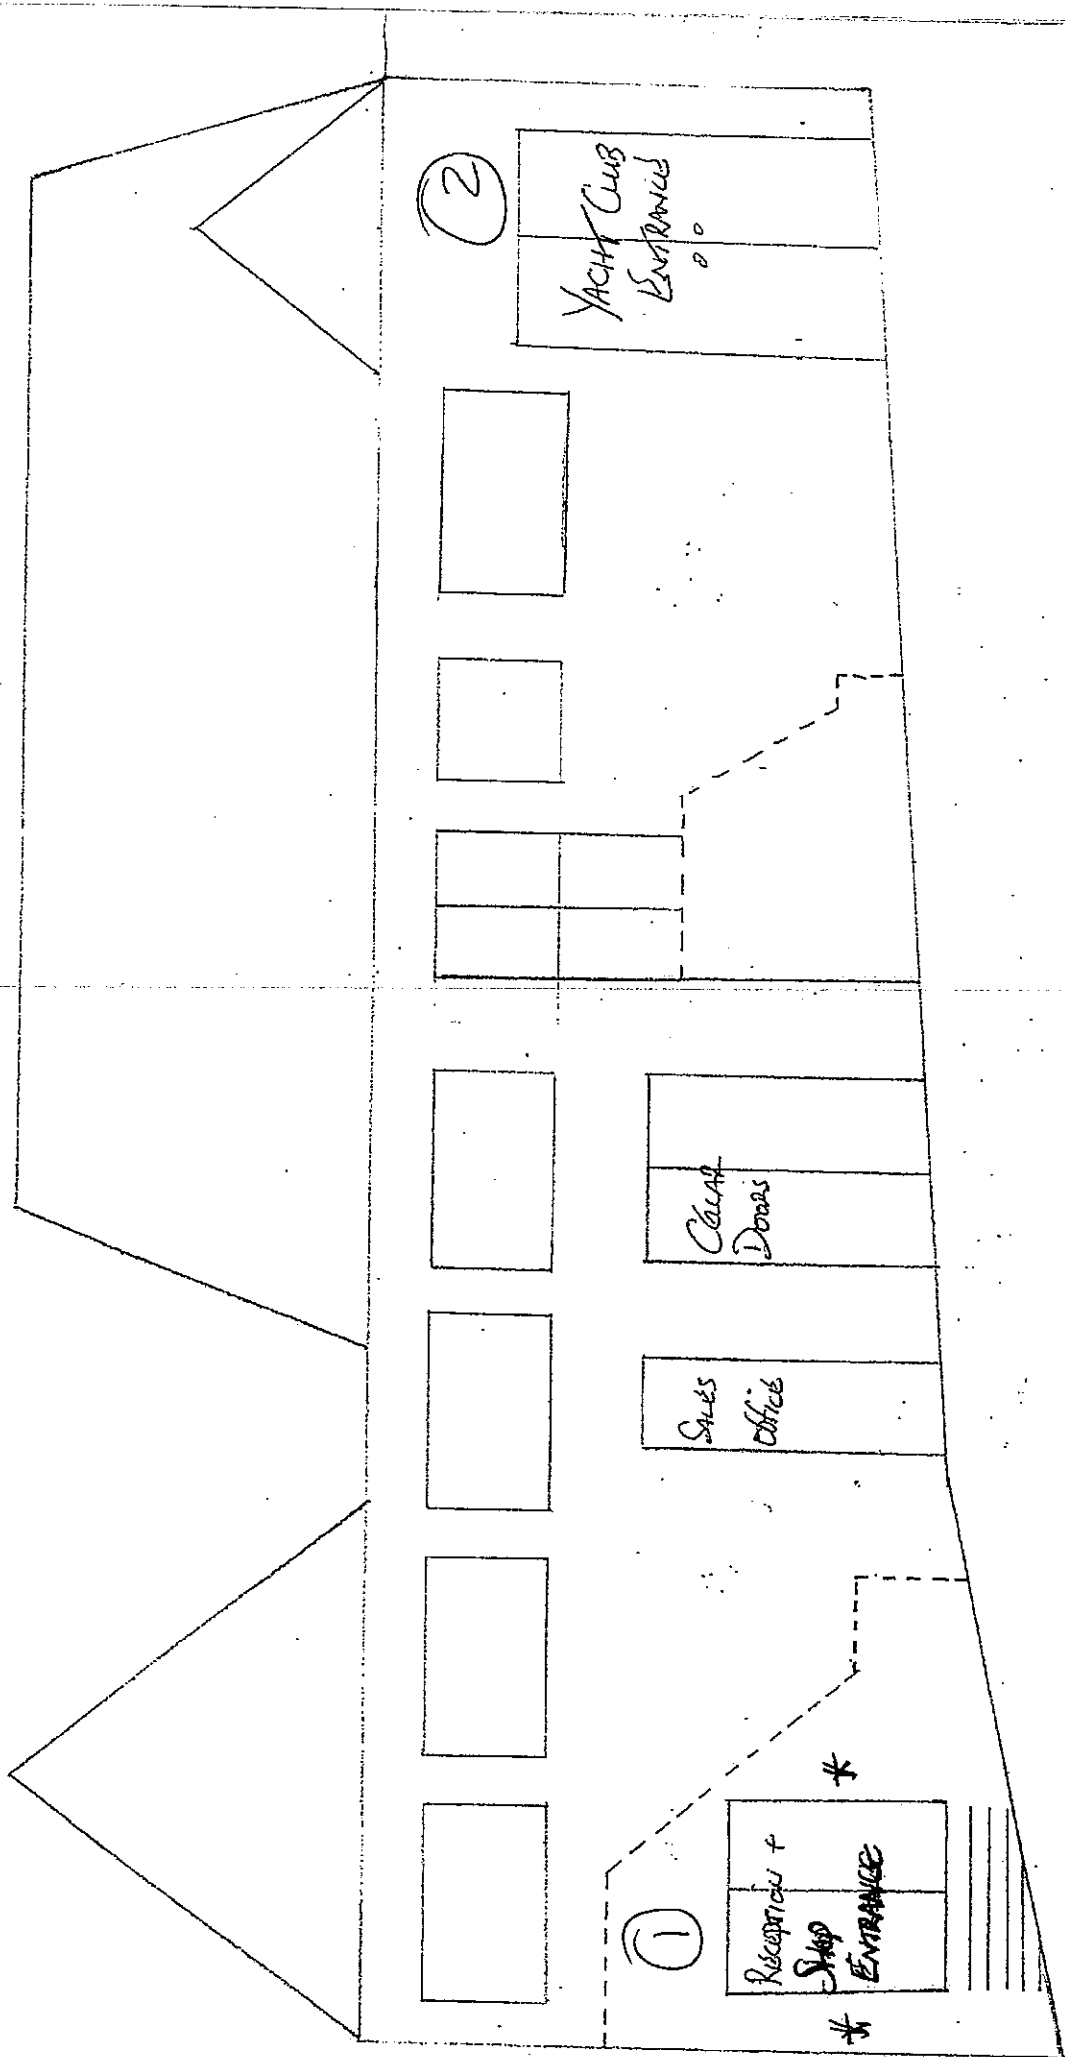 1
Reception +
Shop
Entrance
*
*
Sales
office
Cellar
Doors
2
Yacht Club
Entrance